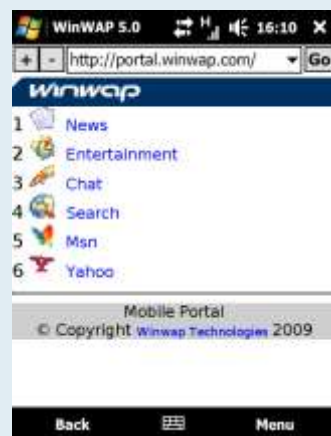 WinWAP 5.0 H 16:10 X
+ - http://portal.winwap.com/ Go
winwap
1 News
2 Entertainment
3 Chat
4 Search
5 Msn
6 Yahoo
Mobile Portal
© Copyright Winwap Technologies 2009
Back Menu